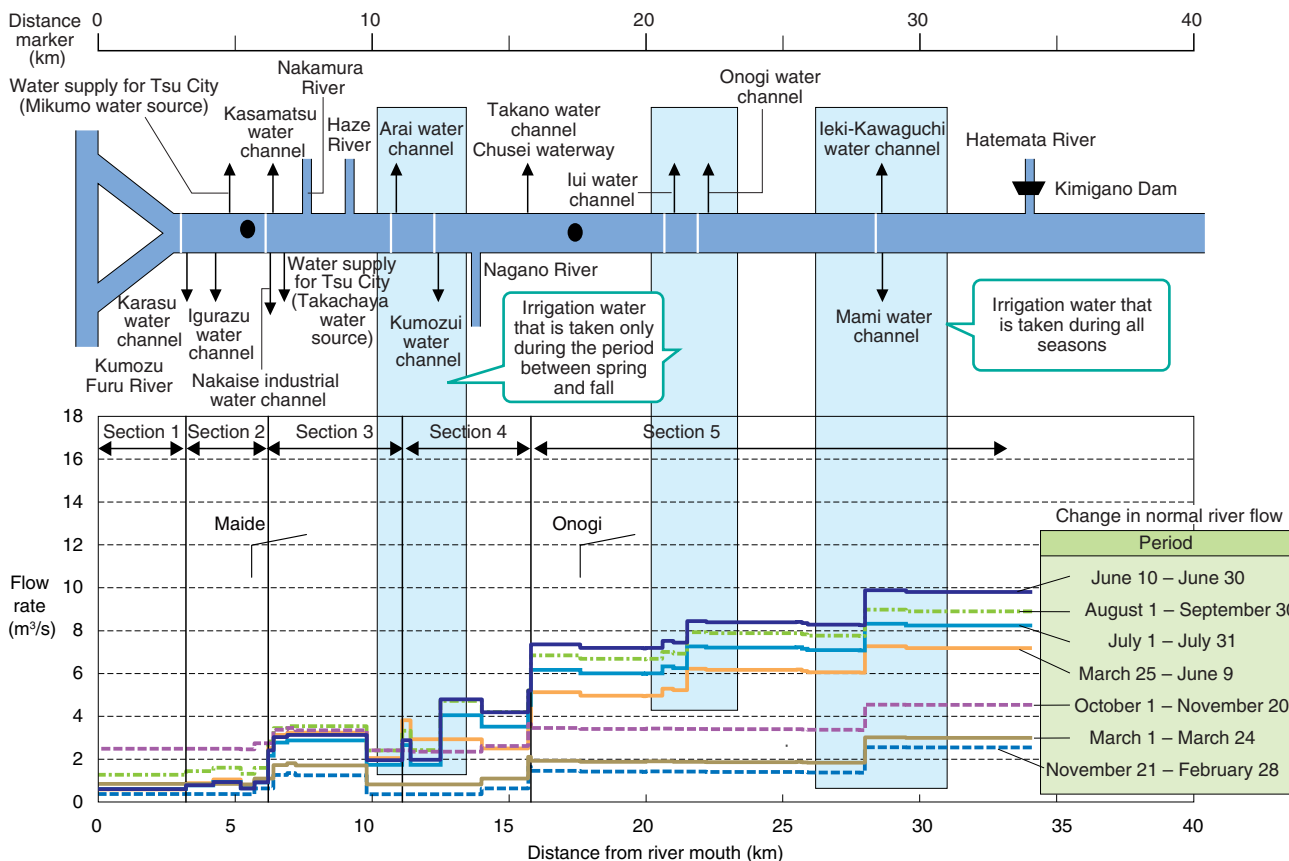 Distance
marker
(km)
0
10
20
30
40
Water supply for Tsu City
(Mikumo water source)
Nakamura
River
Kasamatsu
water
channel
Haze
River
Arai water
channel
Takano water
channel
Chusei waterway
Onogi water
channel
Iui water
channel
Ieki-Kawaguchi
water channel
Hatemata River
Kimigano Dam
Karasu
water
channel
Igurazu
water
channel
Water supply
for Tsu City
(Takachaya
water
source)
Kumozui
water
channel
Nagano River
Irrigation water
that is taken only
during the period
between spring
and fall
Mami water
channel
Irrigation water that
is taken during all
seasons
Kumozu
Furu River
Nakaise industrial
water channel
Section 1
Section 2
Section 3
Section 4
Section 5
Maide
Onogi
Flow
rate
(m³/s)
18
16
14
12
10
8
6
4
2
0
Change in normal river flow
Period
June 10 – June 30
August 1 – September 30
July 1 – July 31
March 25 – June 9
October 1 – November 20
March 1 – March 24
November 21 – February 28
0
5
10
15
20
25
30
35
40
Distance from river mouth (km)